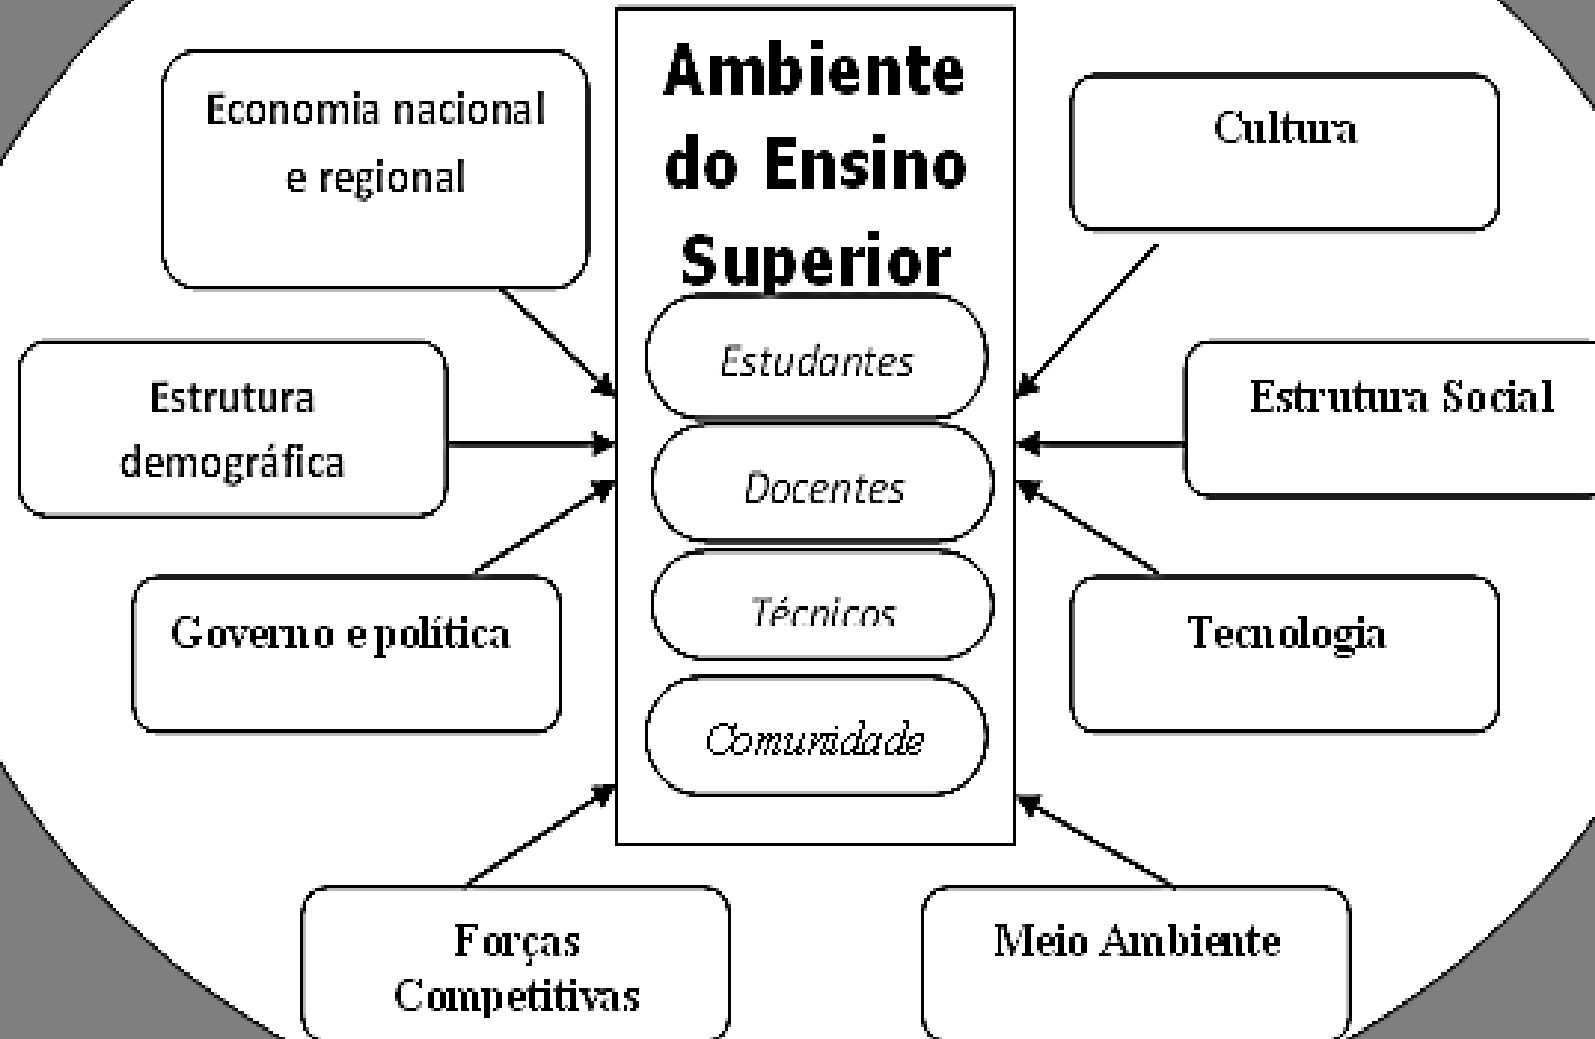 Economia nacional
e regional
Estrutura
demográfica
Governo e política
Forças
Competitivas
Ambiente
do Ensino
Superior
Estudantes
Docentes
Técnicos
Comunidade
Cultura
Estrutura Social
Tecnologia
Meio Ambiente